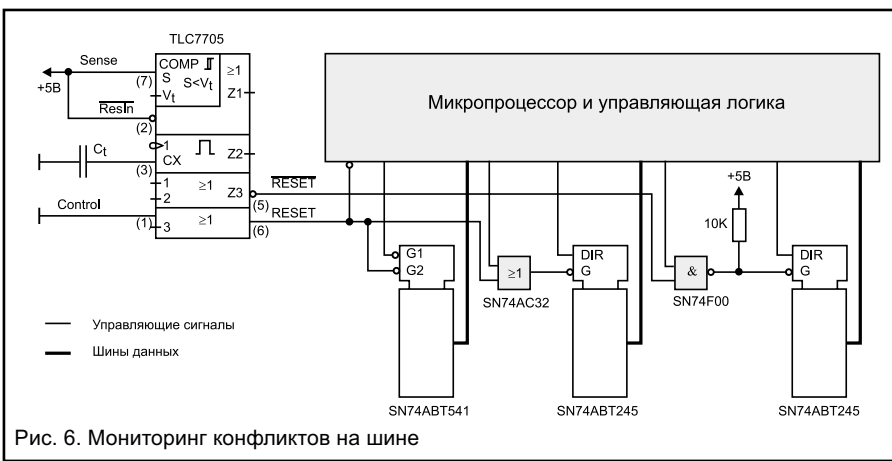 TLC7705
Sense
+5В
COMP
S
S<Vt
Vt
≥1
Z1
(7)
ResIn
(2)
1
CX
Z2
Ct
(3)
1
2
≥1
Z3
RESET
(5)
Control
(1)
3
≥1
RESET
(6)
Микропроцессор и управляющая логика
+5В
10K
G1
G2
≥1
SN74AC32
DIR
G
&
SN74F00
DIR
G
Управляющие сигналы
Шины данных
SN74ABT541
SN74ABT245
SN74ABT245
Рис. 6. Мониторинг конфликтов на шине